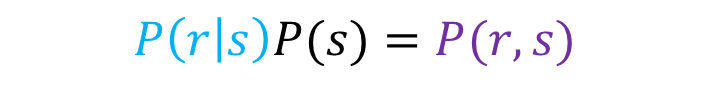 P(r|s)P(s) = P(r, s)